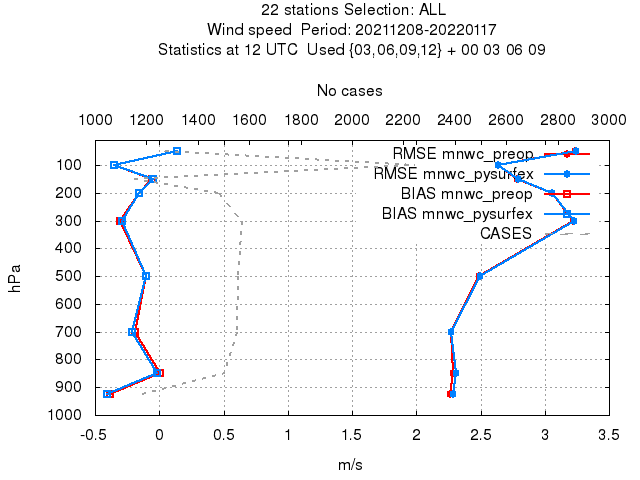 22 stations Selection: ALL
Wind speed  Period: 20211208-20220117
Statistics at 12 UTC  Used {03,06,09,12} + 00 03 06 09
No cases
1000 1200 1400 1600 1800 2000 2200 2400 2600 2800 3000
RMSE mnwc_preop
RMSE mnwc_pysurfex
BIAS mnwc_preop
BIAS mnwc_pysurfex
CASES
hPa
100
200
300
400
500
600
700
800
900
1000
-0.5 0 0.5 1 1.5 2 2.5 3 3.5
m/s